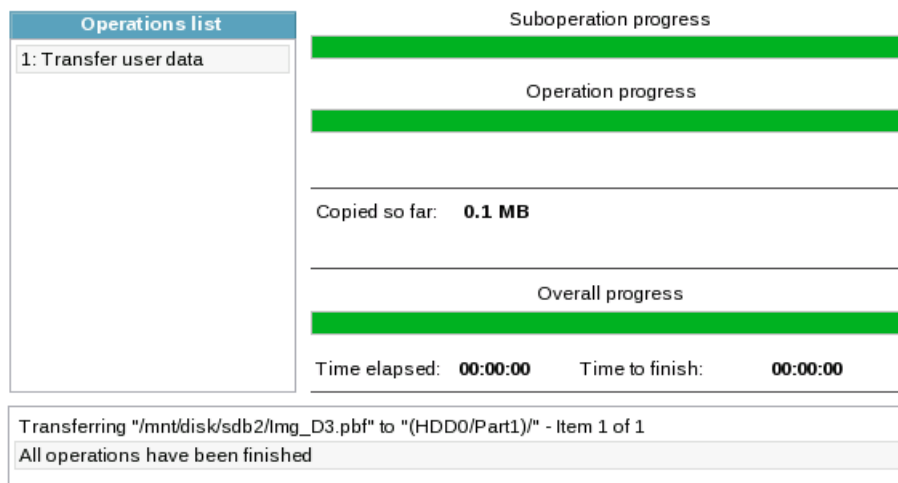 Operations list
1: Transfer user data
Suboperation progress
Operation progress
Copied so far: 0.1 MB
Overall progress
Time elapsed: 00:00:00 Time to finish: 00:00:00
Transferring "/mnt/disk/sdb2/Img_D3.pbf" to "(HDD0/Part1)/" - Item 1 of 1
All operations have been finished